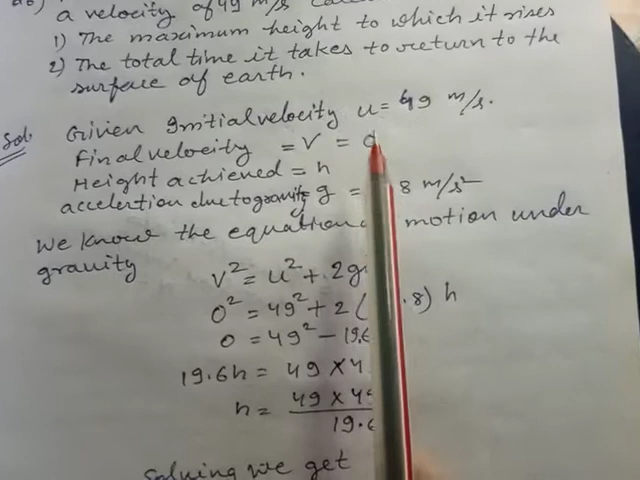 a velocity of 49 m/s
1) The maximum height to which it rises
2) The total time it takes to return to the
surface of earth.
Sol. Given Initial velocity u = 49 m/s.
Final velocity = V = 0
Height achieved = h
accelertion due to gravity g = 8 m/s²
We know the equation motion under
gravity
V² = u² + 2g
0² = 49² + 2 ( .8) h
0 = 49² - 19.6
19.6h = 49 X 4
h = 49 X 49
19.6
Solving we get